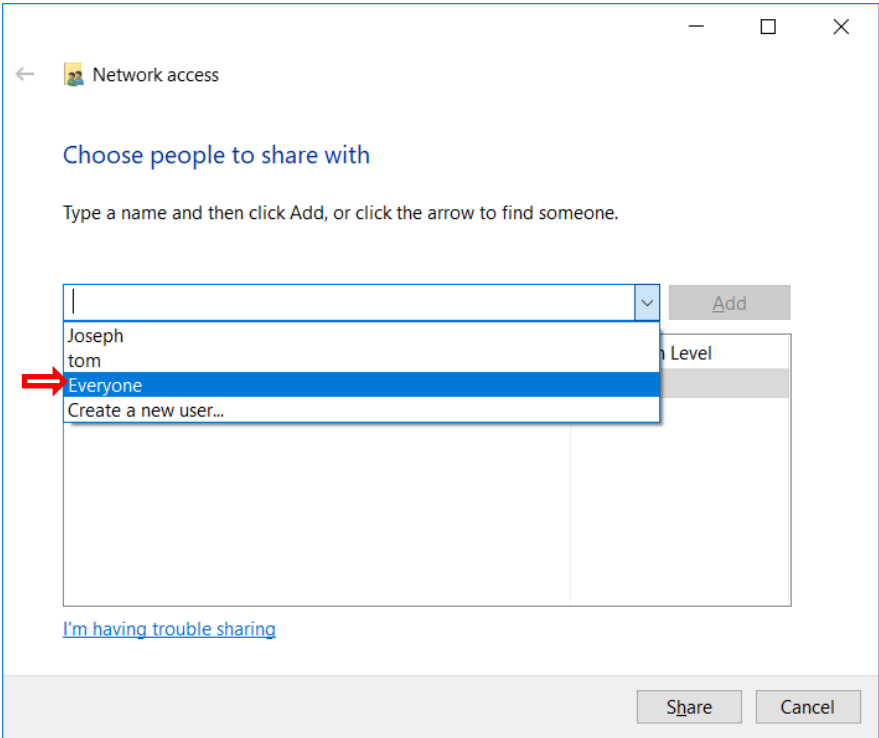 Network access
Choose people to share with
Type a name and then click Add, or click the arrow to find someone.
Add
Joseph
tom
Level
Everyone
Create a new user...
I'm having trouble sharing
Share Cancel